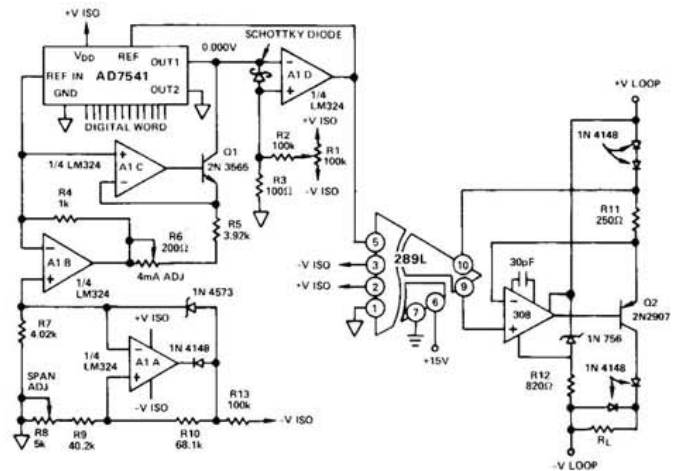 +V ISO
VDD
REF
OUT1
REF IN
AD7541
GND
OUT2
DIGITAL WORD
0.000V
SCHOTTKY DIODE
A1 D
1/4
LM324
+V ISO
R2
100k
R1
100k
R3
100Ω
–V ISO
1/4 LM324
A1 C
Q1
2N 3565
R4
1k
R6
200Ω
R5
3.92k
4mA ADJ
A1 B
1/4
LM324
1N 4573
R7
4.02k
+V ISO
1/4
LM324
A1 A
1N 4148
–V ISO
SPAN
ADJ
R8
5k
R9
40.2k
R10
68.1k
R13
100k
–V ISO
289L
5
3
2
1
7
6
10
9
–V ISO
+V ISO
+15V
+V LOOP
1N 4148
R11
250Ω
30pF
308
Q2
2N2907
1N 756
R12
820Ω
1N 4148
RL
–V LOOP